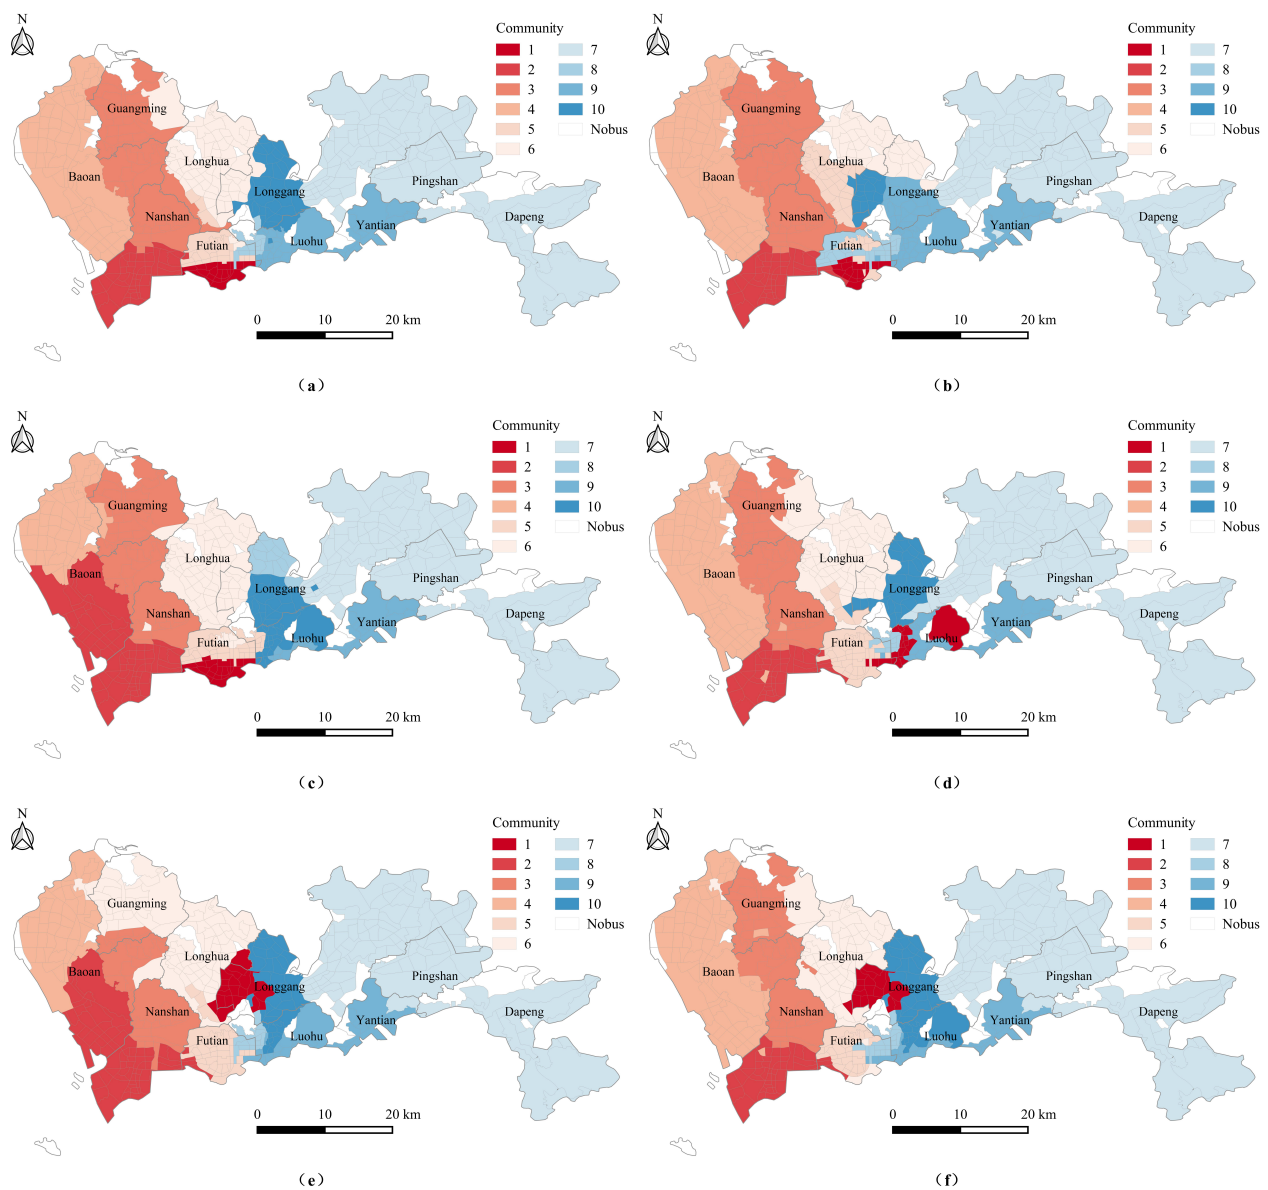 N
Community
1
2
3
4
5
6
7
8
9
10
Nobus
Guangming
Longhua
Baoan
Longgang
Pingshan
Nanshan
Dapeng
Yantian
Futian
Luohu
0 10 20 km
（a）
N
Community
1
2
3
4
5
6
7
8
9
10
Nobus
Guangming
Longhua
Baoan
Longgang
Pingshan
Nanshan
Dapeng
Yantian
Futian
Luohu
0 10 20 km
（b）
N
Community
1
2
3
4
5
6
7
8
9
10
Nobus
Guangming
Longhua
Baoan
Longgang
Pingshan
Nanshan
Dapeng
Yantian
Futian
Luohu
0 10 20 km
（c）
N
Community
1
2
3
4
5
6
7
8
9
10
Nobus
Guangming
Longhua
Baoan
Longgang
Pingshan
Nanshan
Dapeng
Yantian
Futian
Luohu
0 10 20 km
（d）
N
Community
1
2
3
4
5
6
7
8
9
10
Nobus
Guangming
Longhua
Baoan
Longgang
Pingshan
Nanshan
Dapeng
Yantian
Futian
Luohu
0 10 20 km
（e）
N
Community
1
2
3
4
5
6
7
8
9
10
Nobus
Guangming
Longhua
Baoan
Longgang
Pingshan
Nanshan
Dapeng
Yantian
Futian
Luohu
0 10 20 km
（f）